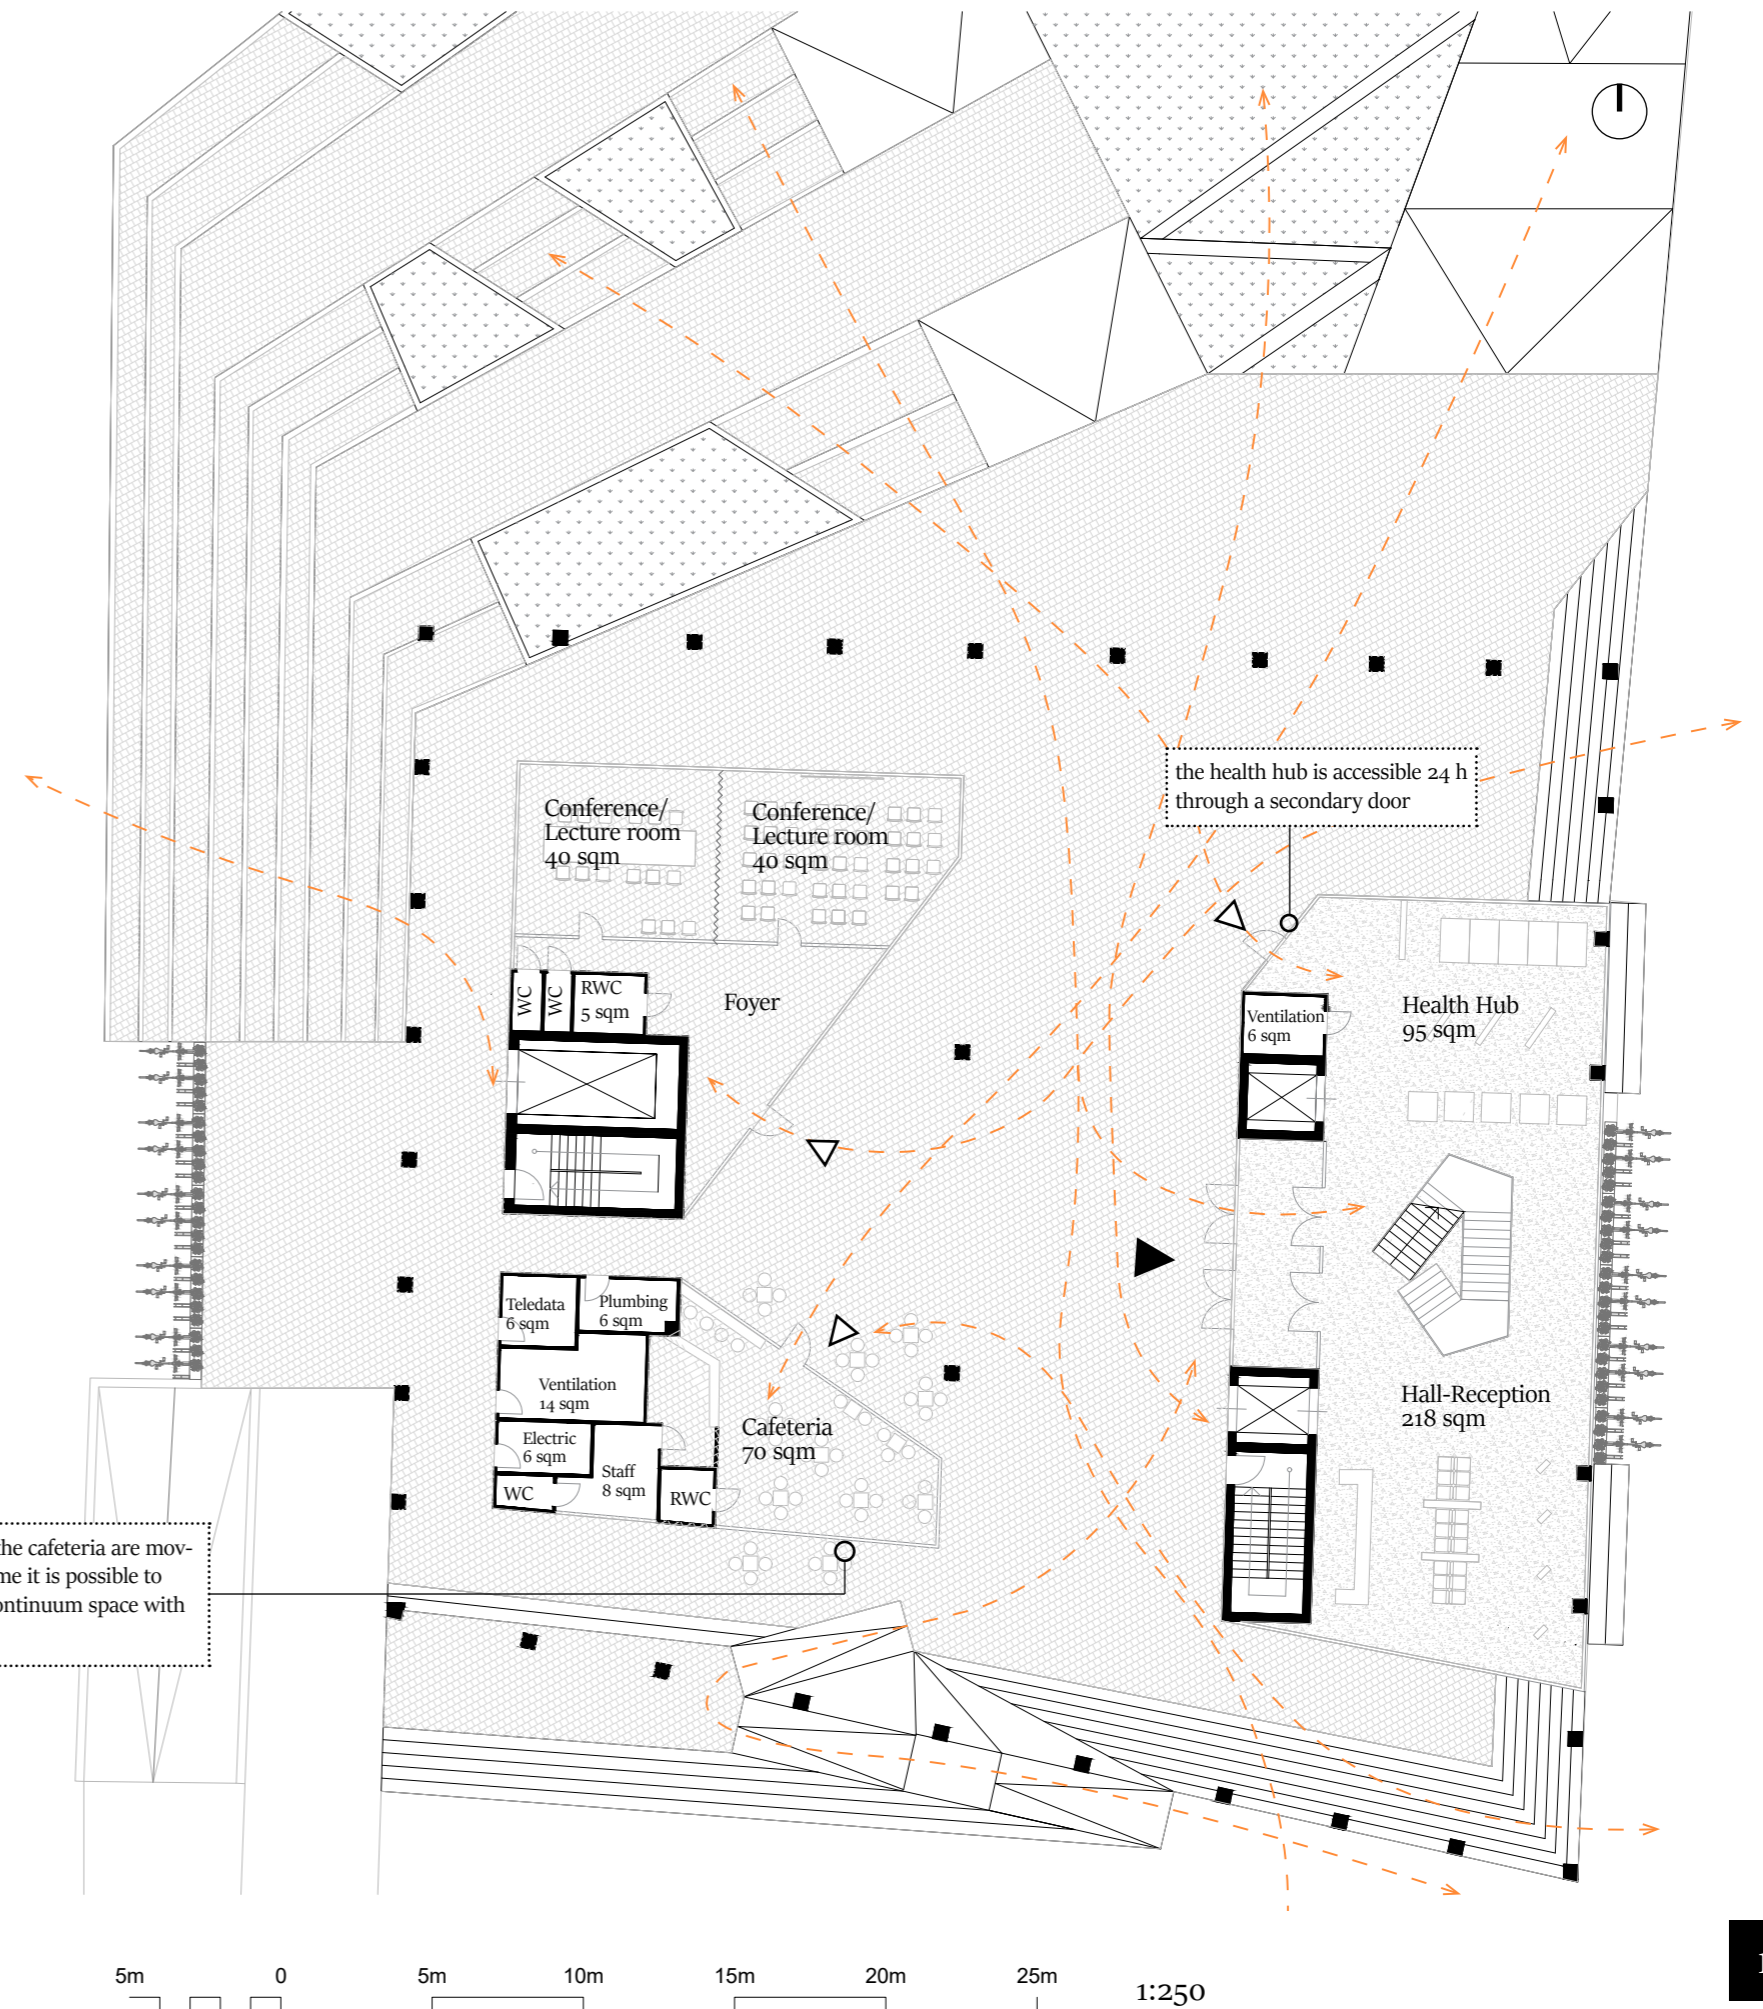 the health hub is accessible 24 h
through a secondary door
Conference/
Lecture room
40 sqm
Conference/
Lecture room
40 sqm
WC
WC
RWC
5 sqm
Foyer
Ventilation
6 sqm
Health Hub
95 sqm
Teledata
6 sqm
Plumbing
6 sqm
Ventilation
14 sqm
Electric
6 sqm
Staff
8 sqm
WC
RWC
Cafeteria
70 sqm
Hall-Reception
218 sqm
the cafeteria are mov-
me it is possible to
ontinuum space with
5m 0 5m 10m 15m 20m 25m
1:250